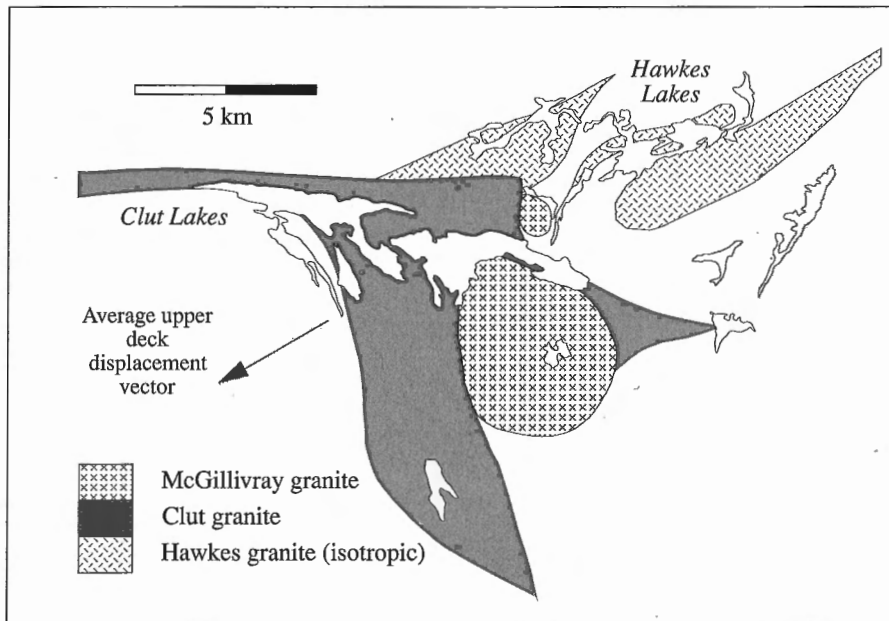 Hawkes
Lakes
5 km
Clut Lakes
Average upper
deck
displacement
vector
McGillivray granite
Clut granite
Hawkes granite (isotropic)